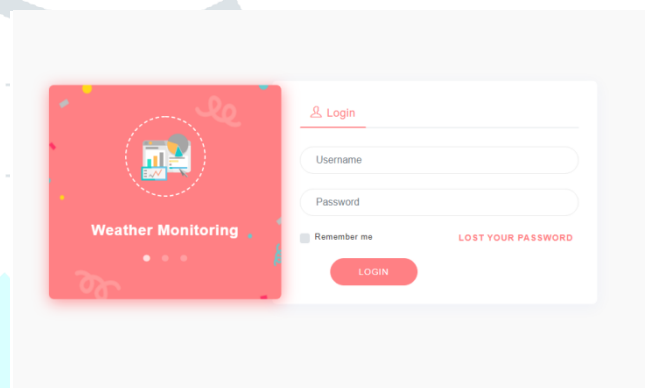 Weather Monitoring
Login
Username
Password
Remember me
LOST YOUR PASSWORD
LOGIN